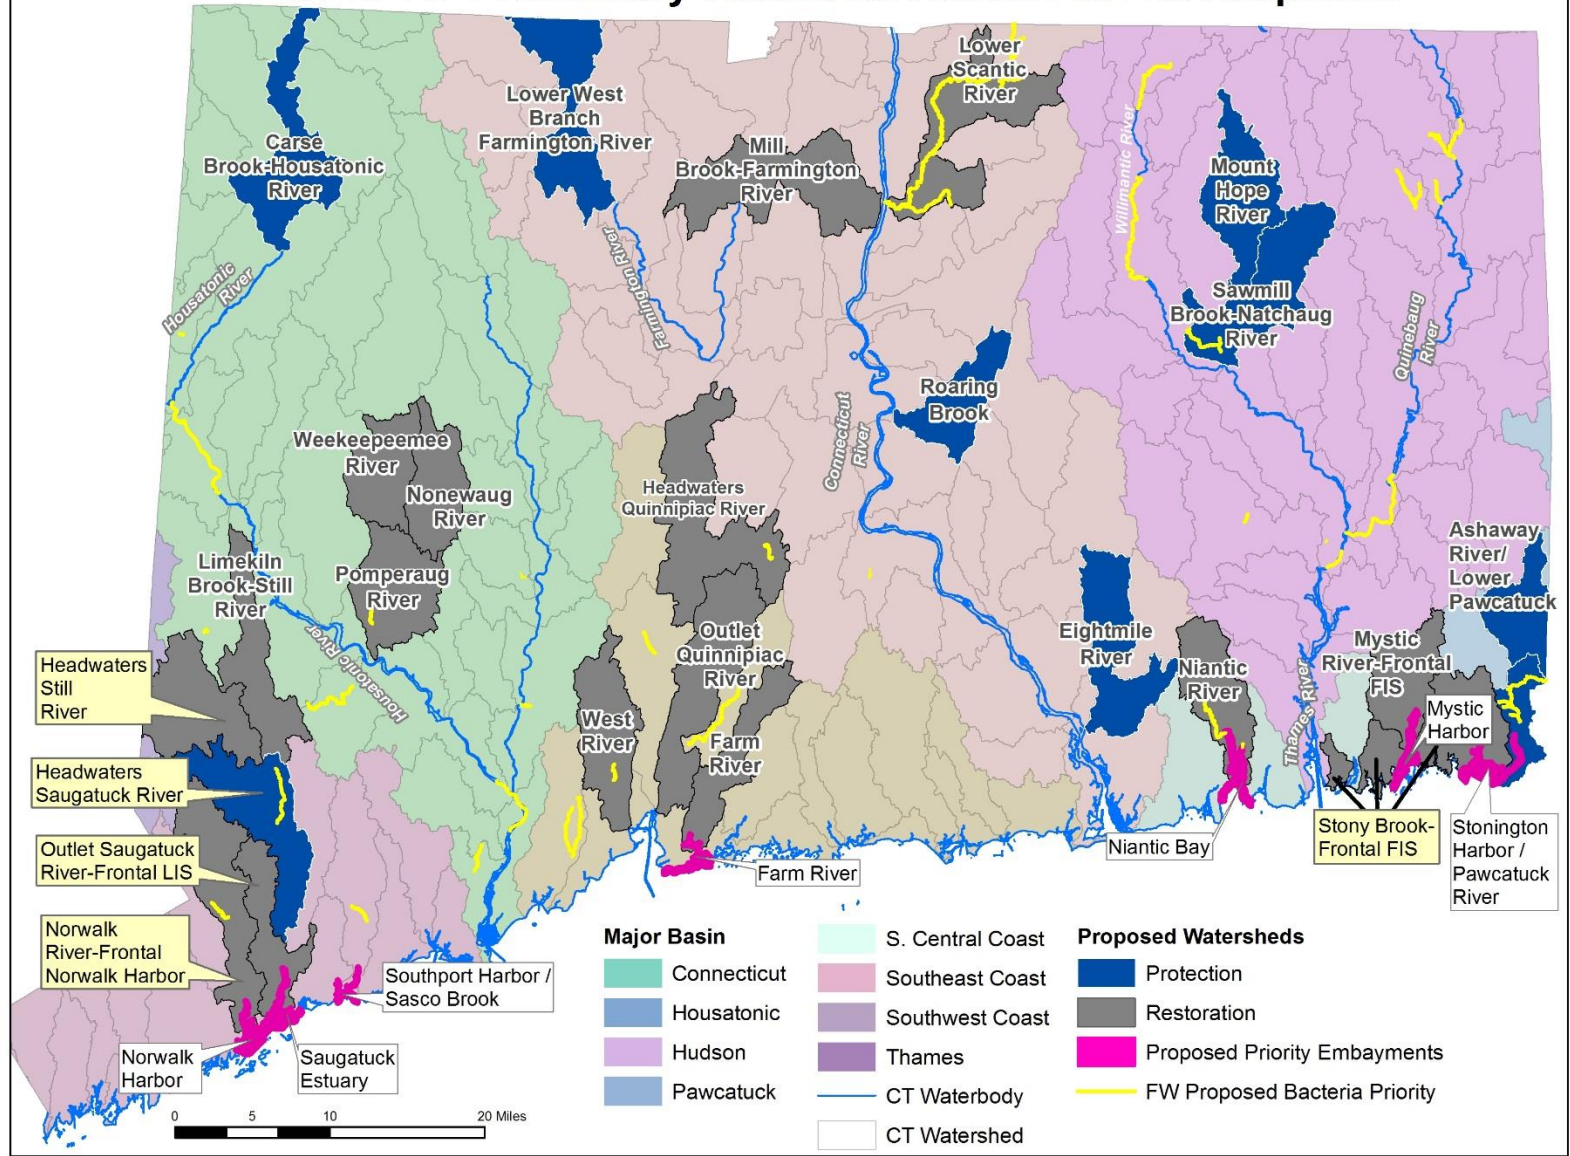 Lower
Scantic
River
Lower West
Branch
Farmington River
Carse
Brook-Housatonic
River
Mill
Brook-Farmington
River
Willimantic River
Mount
Hope
River
Housatonic
River
Farmington River
Sawmill
Brook-Natchaug
River
Quinebaug
River
Roaring
Brook
Connecticut
River
Weekeepeemee
River
Nonewaug
River
Headwaters
Quinnipiac River
Ashaway
River/
Lower
Pawcatuck
Limekiln
Brook-Still
River
Pomperaug
River
Housatonic River
Outlet
Quinnipiac
River
Eightmile
River
Niantic
River
Mystic
River-Frontal
FIS
Thames River
Headwaters
Still
River
West
River
Farm
River
Mystic
Harbor
Headwaters
Saugatuck River
Outlet Saugatuck
River-Frontal LIS
Norwalk
River-Frontal
Norwalk Harbor
Niantic Bay
Stony Brook-
Frontal FIS
Stonington
Harbor /
Pawcatuck
River
Farm River
Southport Harbor /
Sasco Brook
Norwalk
Harbor
Saugatuck
Estuary
0 5 10 20 Miles
Major Basin
Connecticut
Housatonic
Hudson
Pawcatuck
S. Central Coast
Southeast Coast
Southwest Coast
Thames
CT Waterbody
CT Watershed
Proposed Watersheds
Protection
Restoration
Proposed Priority Embayments
FW Proposed Bacteria Priority